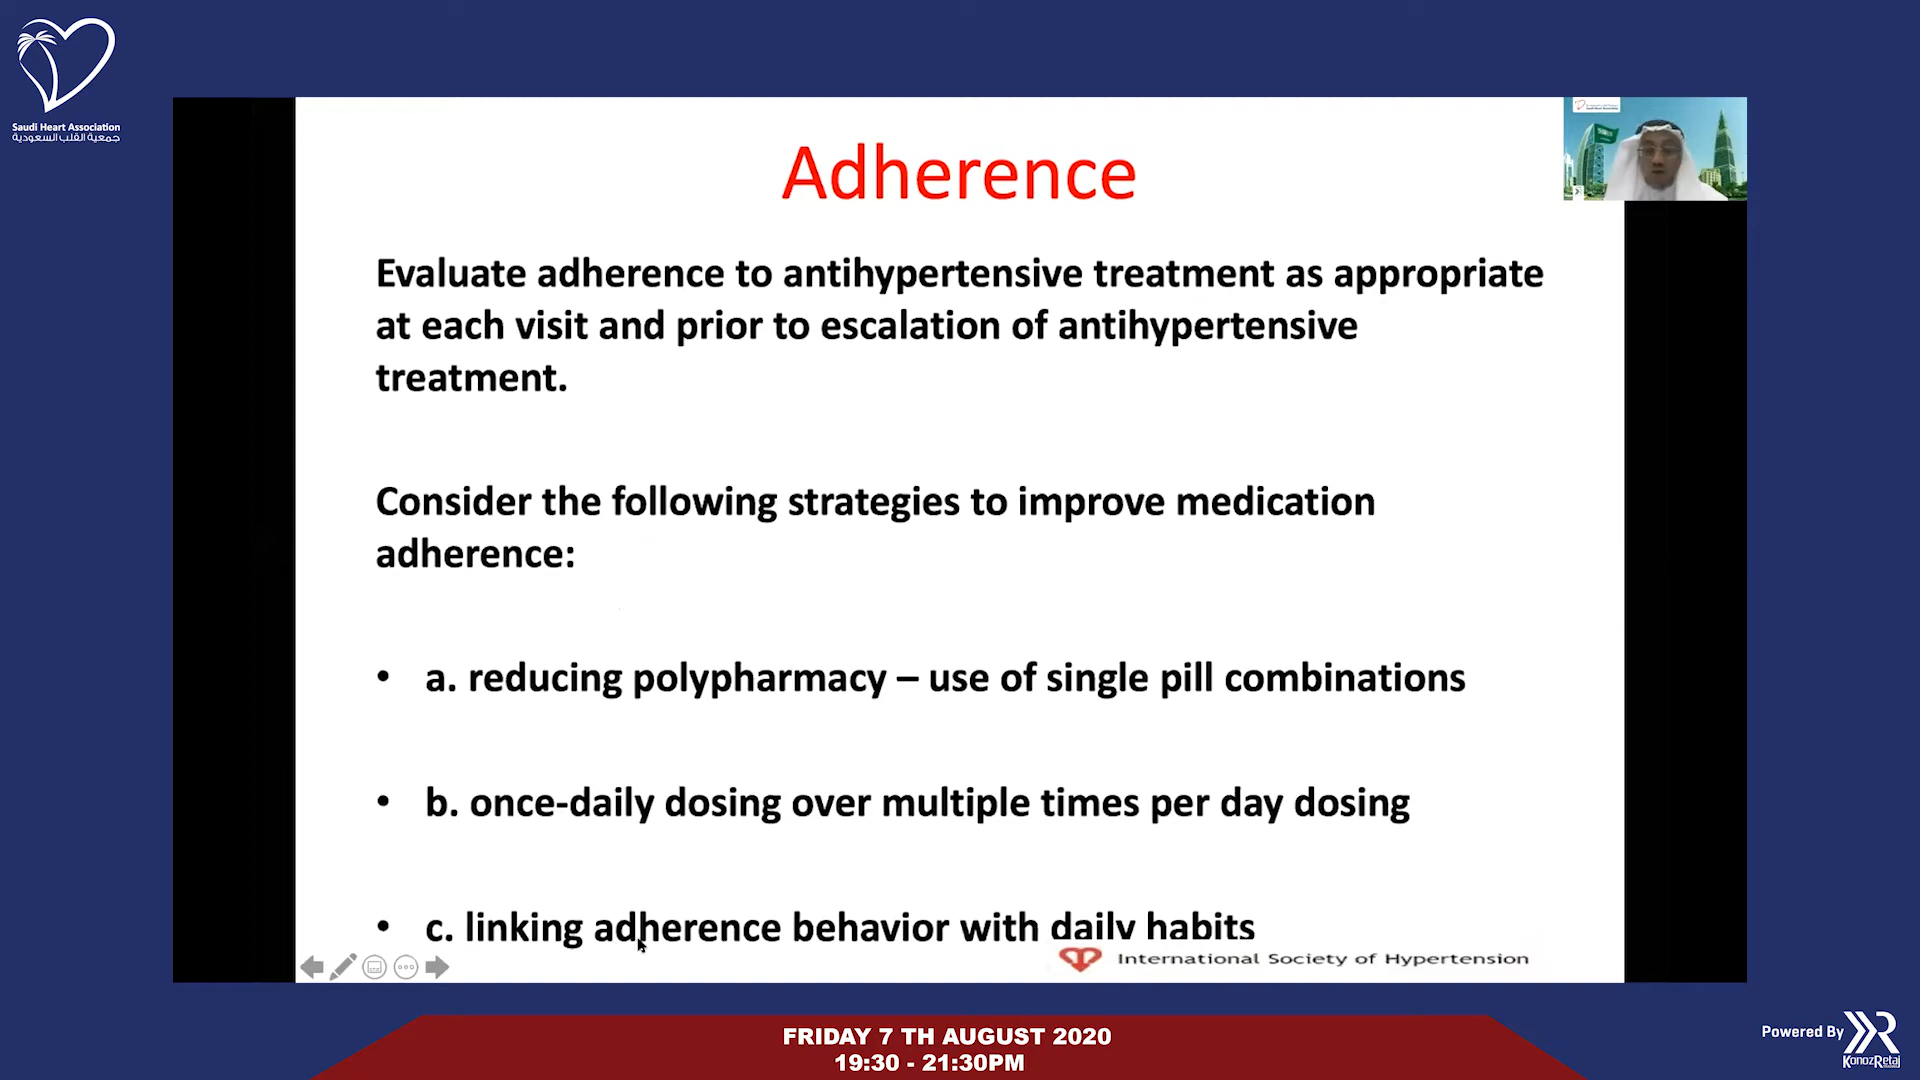 Saudi Heart Association
جمعية القلب السعودية
Adherence
Evaluate adherence to antihypertensive treatment as appropriate
at each visit and prior to escalation of antihypertensive
treatment.
Consider the following strategies to improve medication
adherence:
• a. reducing polypharmacy – use of single pill combinations
• b. once-daily dosing over multiple times per day dosing
• c. linking adherence behavior with daily habits
International Society of Hypertension
FRIDAY 7 TH AUGUST 2020
19:30 - 21:30PM
Powered By
KonozRetaj